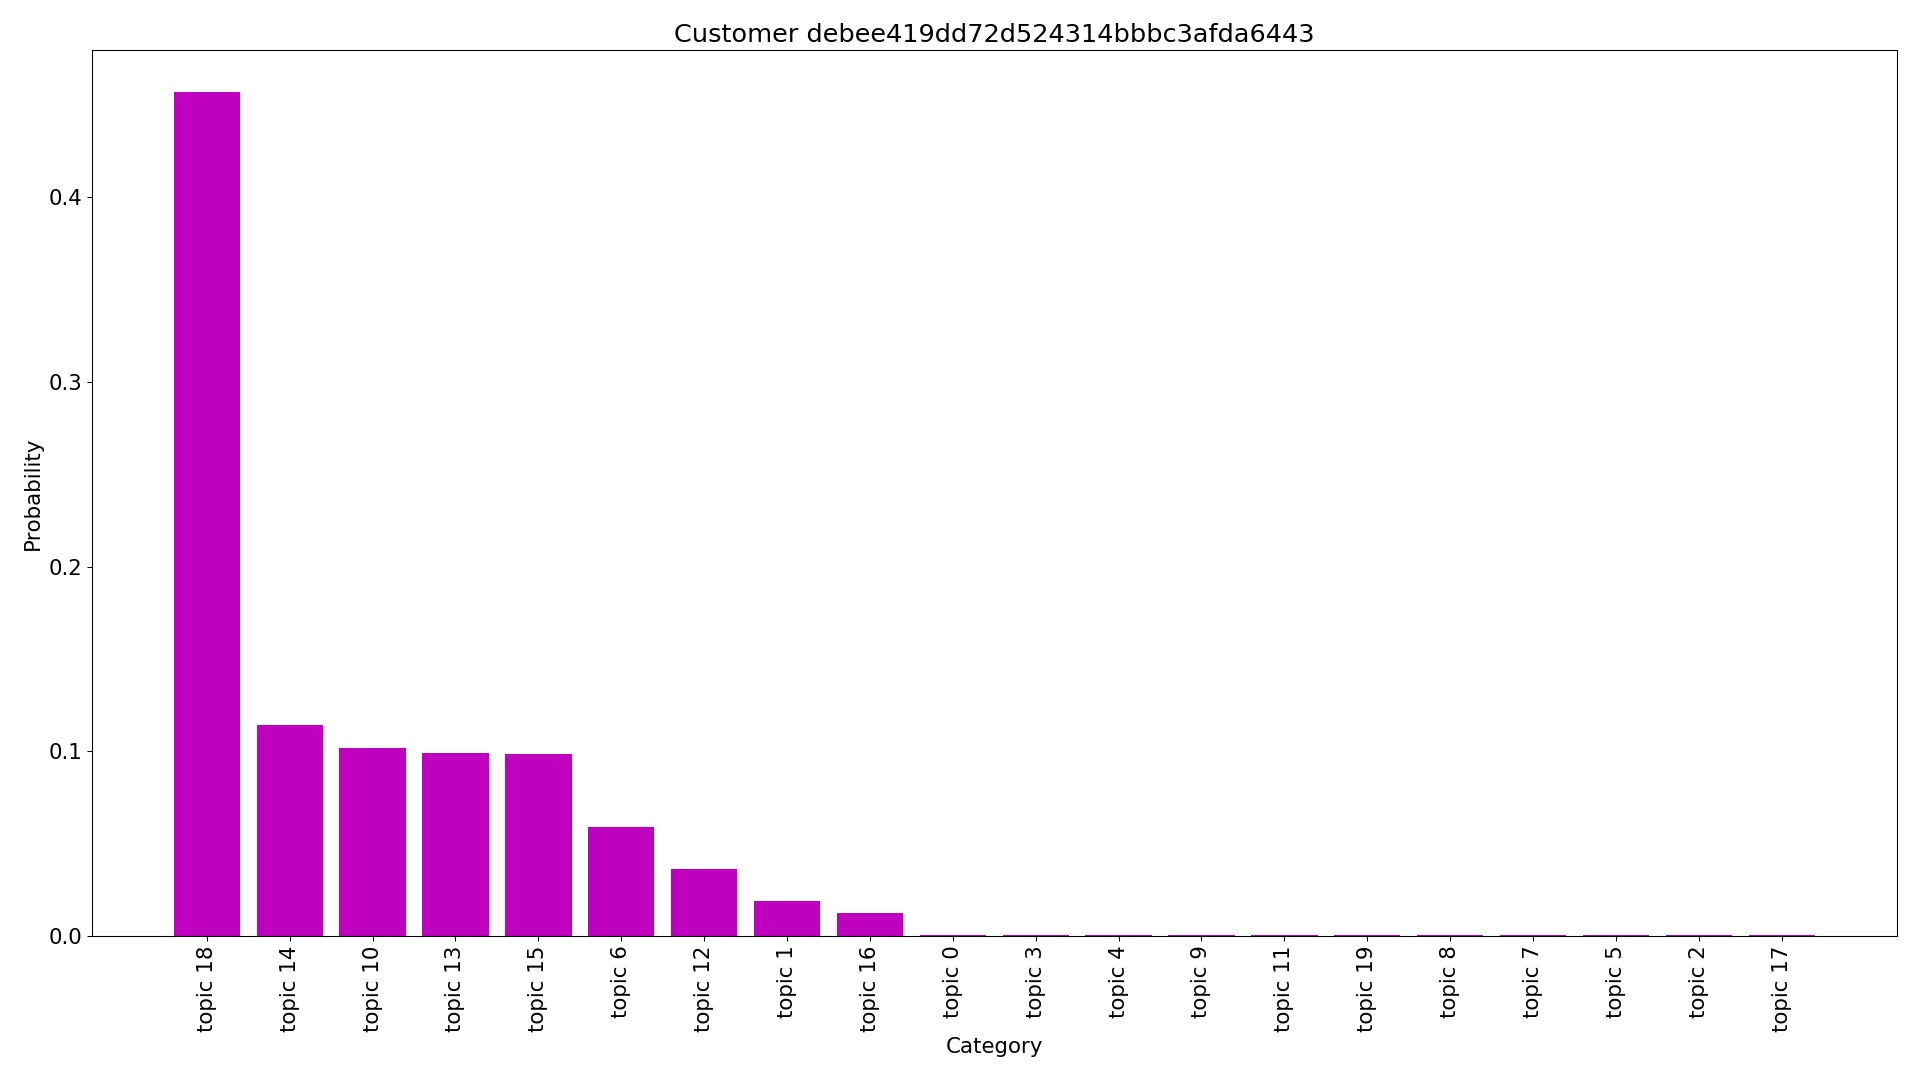 Customer debee419dd72d524314bbbc3afda6443
Probability
0.4
0.3
0.2
0.1
0.0
topic 18
topic 14
topic 10
topic 13
topic 15
topic 6
topic 12
topic 1
topic 16
topic 0
topic 3
topic 4
topic 9
topic 11
topic 19
topic 8
topic 7
topic 5
topic 2
topic 17
Category